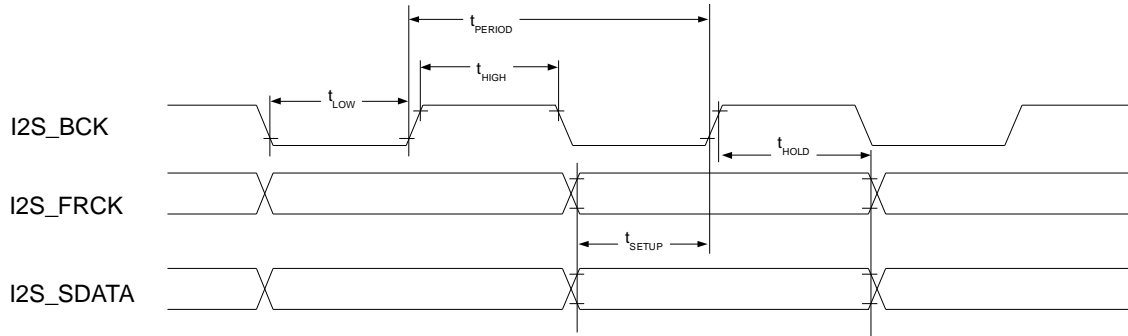 tPERIOD
tHIGH
tLOW
I2S_BCK
tHOLD
I2S_FRCK
tSETUP
I2S_SDATA